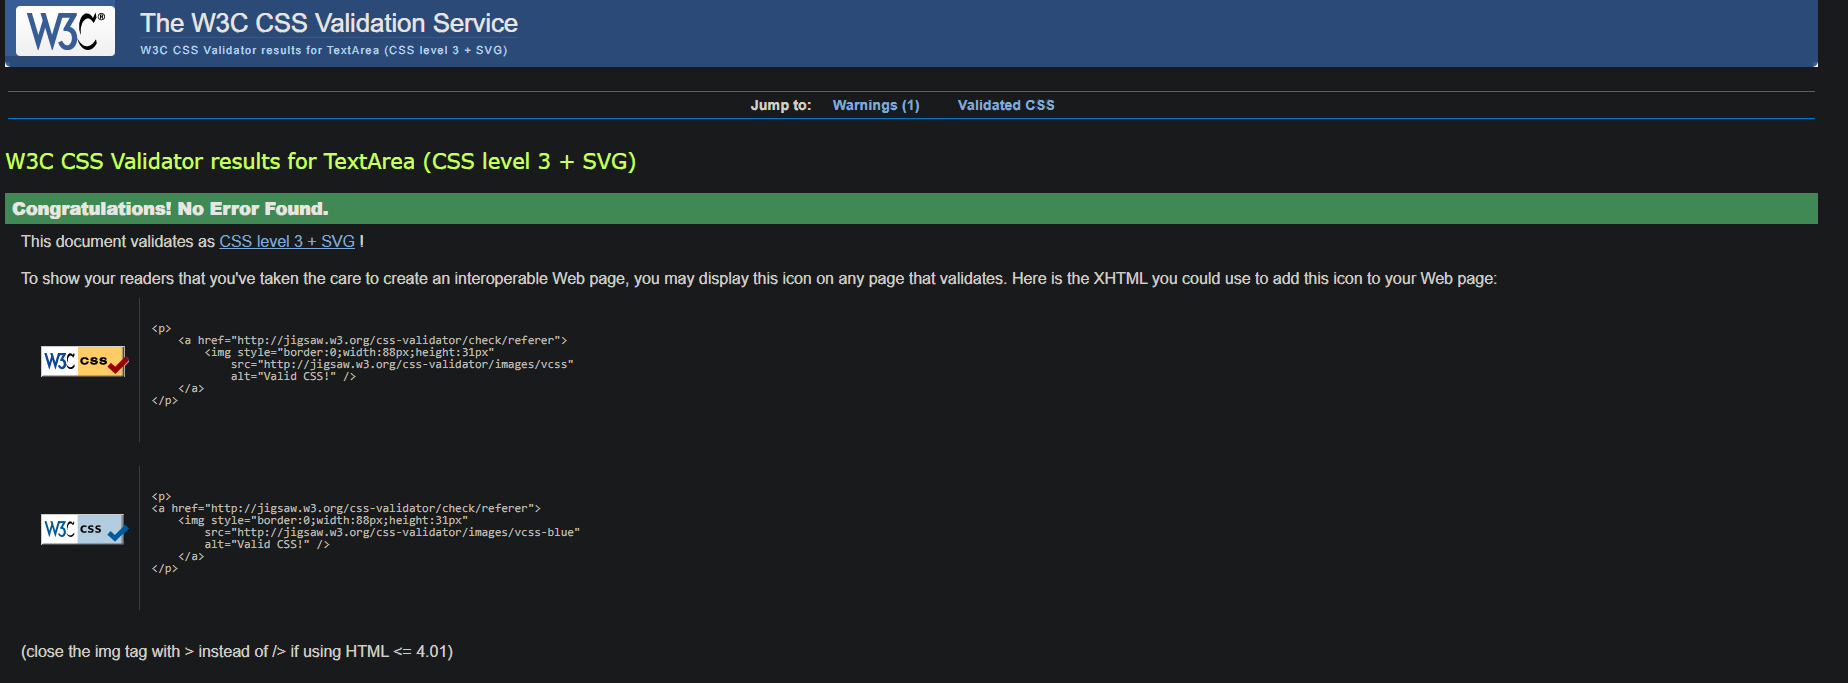 W3C®
The W3C CSS Validation Service
W3C CSS Validator results for TextArea (CSS level 3 + SVG)
Jump to: Warnings (1) Validated CSS
W3C CSS Validator results for TextArea (CSS level 3 + SVG)
Congratulations! No Error Found.
This document validates as CSS level 3 + SVG !
To show your readers that you've taken the care to create an interoperable Web page, you may display this icon on any page that validates. Here is the XHTML you could use to add this icon to your Web page:
W3C CSS
<p>
<a href="http://jigsaw.w3.org/css-validator/check/referer">
<img style="border:0;width:88px;height:31px"
src="http://jigsaw.w3.org/css-validator/images/vcss"
alt="Valid CSS!" />
</a>
</p>
W3C CSS
<p>
<a href="http://jigsaw.w3.org/css-validator/check/referer">
<img style="border:0;width:88px;height:31px"
src="http://jigsaw.w3.org/css-validator/images/vcss-blue"
alt="Valid CSS!" />
</a>
</p>
(close the img tag with > instead of /> if using HTML <= 4.01)